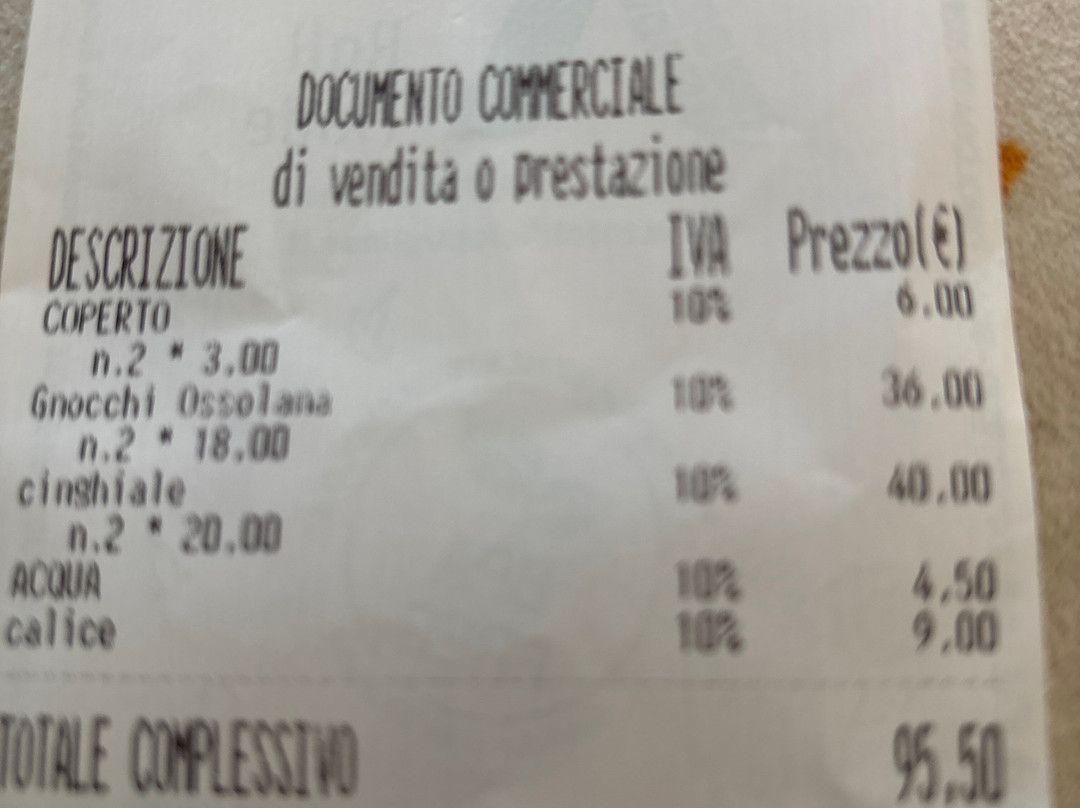 DOCUMENTO COMMERCIALE
di vendita o prestazione
DESCRIZIONE IVA Prezzo(€)
COPERTO 10% 6.00
n.2 * 3,00
Gnocchi Ossolana 10% 36.00
n.2 * 18,00
cinghiale 10% 40,00
n.2 * 20.00
ACQUA 10% 4,50
calice 10% 9,00
TOTALE COMPLESSIVO 95,50